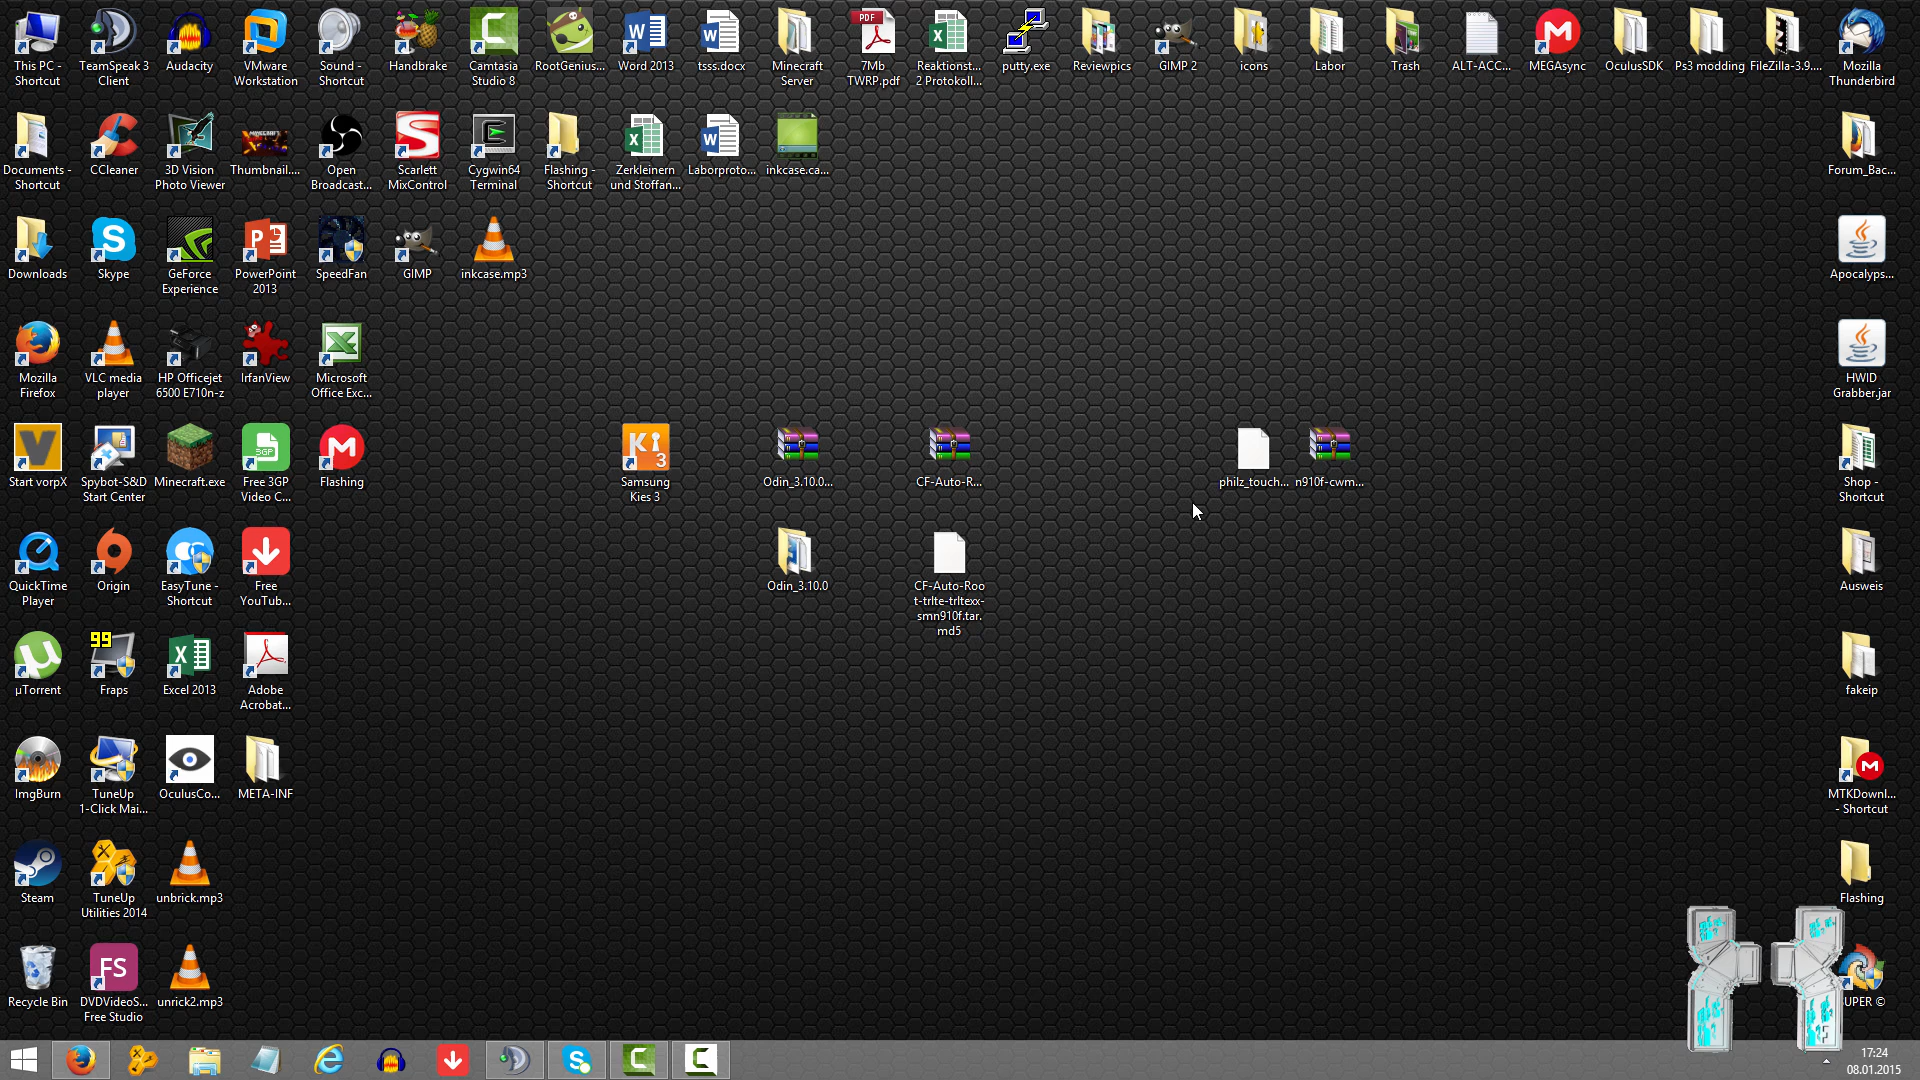 This PC -
Shortcut
TeamSpeak 3
Client
Audacity
VMware
Workstation
Sound -
Shortcut
Handbrake
Camtasia
Studio 8
RootGenius...
Word 2013
tsss.docx
Minecraft
Server
PDF
7Mb
TWRP.pdf
Reaktionst...
2 Protokoll...
putty.exe
Reviewpics
GIMP 2
icons
Labor
Trash
ALT-ACC...
MEGAsync
OculusSDK
Ps3 modding
FileZilla-3.9....
Mozilla
Thunderbird
Documents -
Shortcut
CCleaner
3D Vision
Photo Viewer
Thumbnail....
Open
Broadcast...
Scarlett
MixControl
Cygwin64
Terminal
Flashing -
Shortcut
Zerkleinern
und Stoffan...
Laborproto...
inkcase.ca...
Forum_Bac...
Downloads
Skype
GeForce
Experience
PowerPoint
2013
SpeedFan
GIMP
inkcase.mp3
Apocalyps...
Mozilla
Firefox
VLC media
player
HP Officejet
6500 E710n-z
IrfanView
Microsoft
Office Exc...
HWID
Grabber.jar
Start vorpX
Spybot-S&D
Start Center
Minecraft.exe
3GP
Free 3GP
Video C...
Flashing
Ki
3
Samsung
Kies 3
Odin_3.10.0...
CF-Auto-R...
philz_touch...
n910f-cwm...
Shop -
Shortcut
QuickTime
Player
Origin
EasyTune -
Shortcut
Free
YouTub...
Odin_3.10.0
CF-Auto-Roo
t-trlte-trltexx-
smn910f.tar.
md5
Ausweis
µTorrent
99
Fraps
Excel 2013
Adobe
Acrobat...
fakeip
ImgBurn
TuneUp
1-Click Mai...
OculusCo...
META-INF
MTKDownl...
- Shortcut
Steam
TuneUp
Utilities 2014
unbrick.mp3
Flashing
Recycle Bin
FS
DVDVideoS...
Free Studio
unrick2.mp3
UPER ©
17:24
08.01.2015